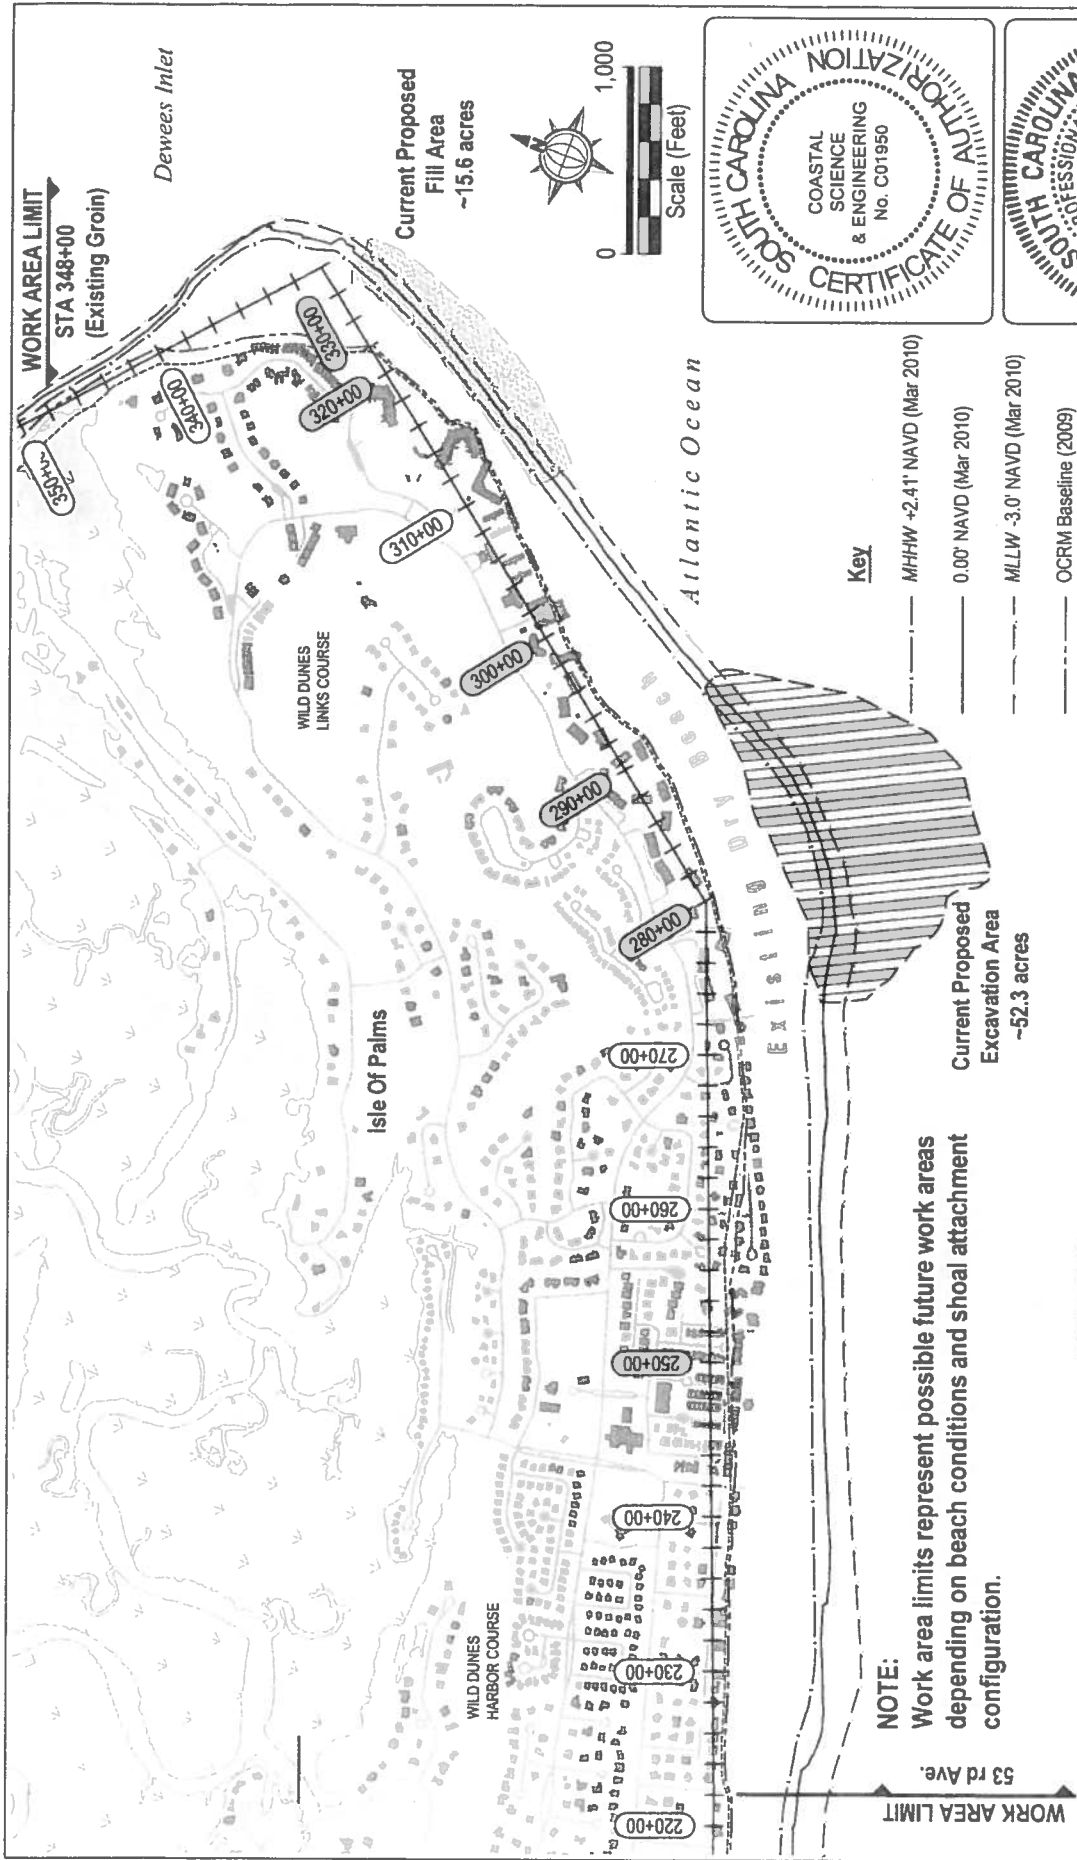 WORK AREA LIMIT
STA 348+00
(Existing Groin)
Dewees Inlet
Current Proposed
Fill Area
~15.6 acres
0
1,000
Scale (Feet)
SOUTH CAROLINA
CERTIFICATE OF AUTHORIZATION
COASTAL
SCIENCE
& ENGINEERING
No. C01950
SOUTH CAROLINA
340+00
330+00
320+00
310+00
300+00
290+00
280+00
270+00
260+00
250+00
240+00
230+00
220+00
WILD DUNES
LINKS COURSE
Isle Of Palms
WILD DUNES
HARBOR COURSE
Atlantic Ocean
Existing Dry Beach
Current Proposed
Excavation Area
~52.3 acres
Key
MHHW +2.41' NAVD (Mar 2010)
0.00' NAVD (Mar 2010)
MLLW -3.0' NAVD (Mar 2010)
OCRM Baseline (2009)
NOTE:
Work area limits represent possible future work areas
depending on beach conditions and shoal attachment
configuration.
53 rd Ave.
WORK AREA LIMIT